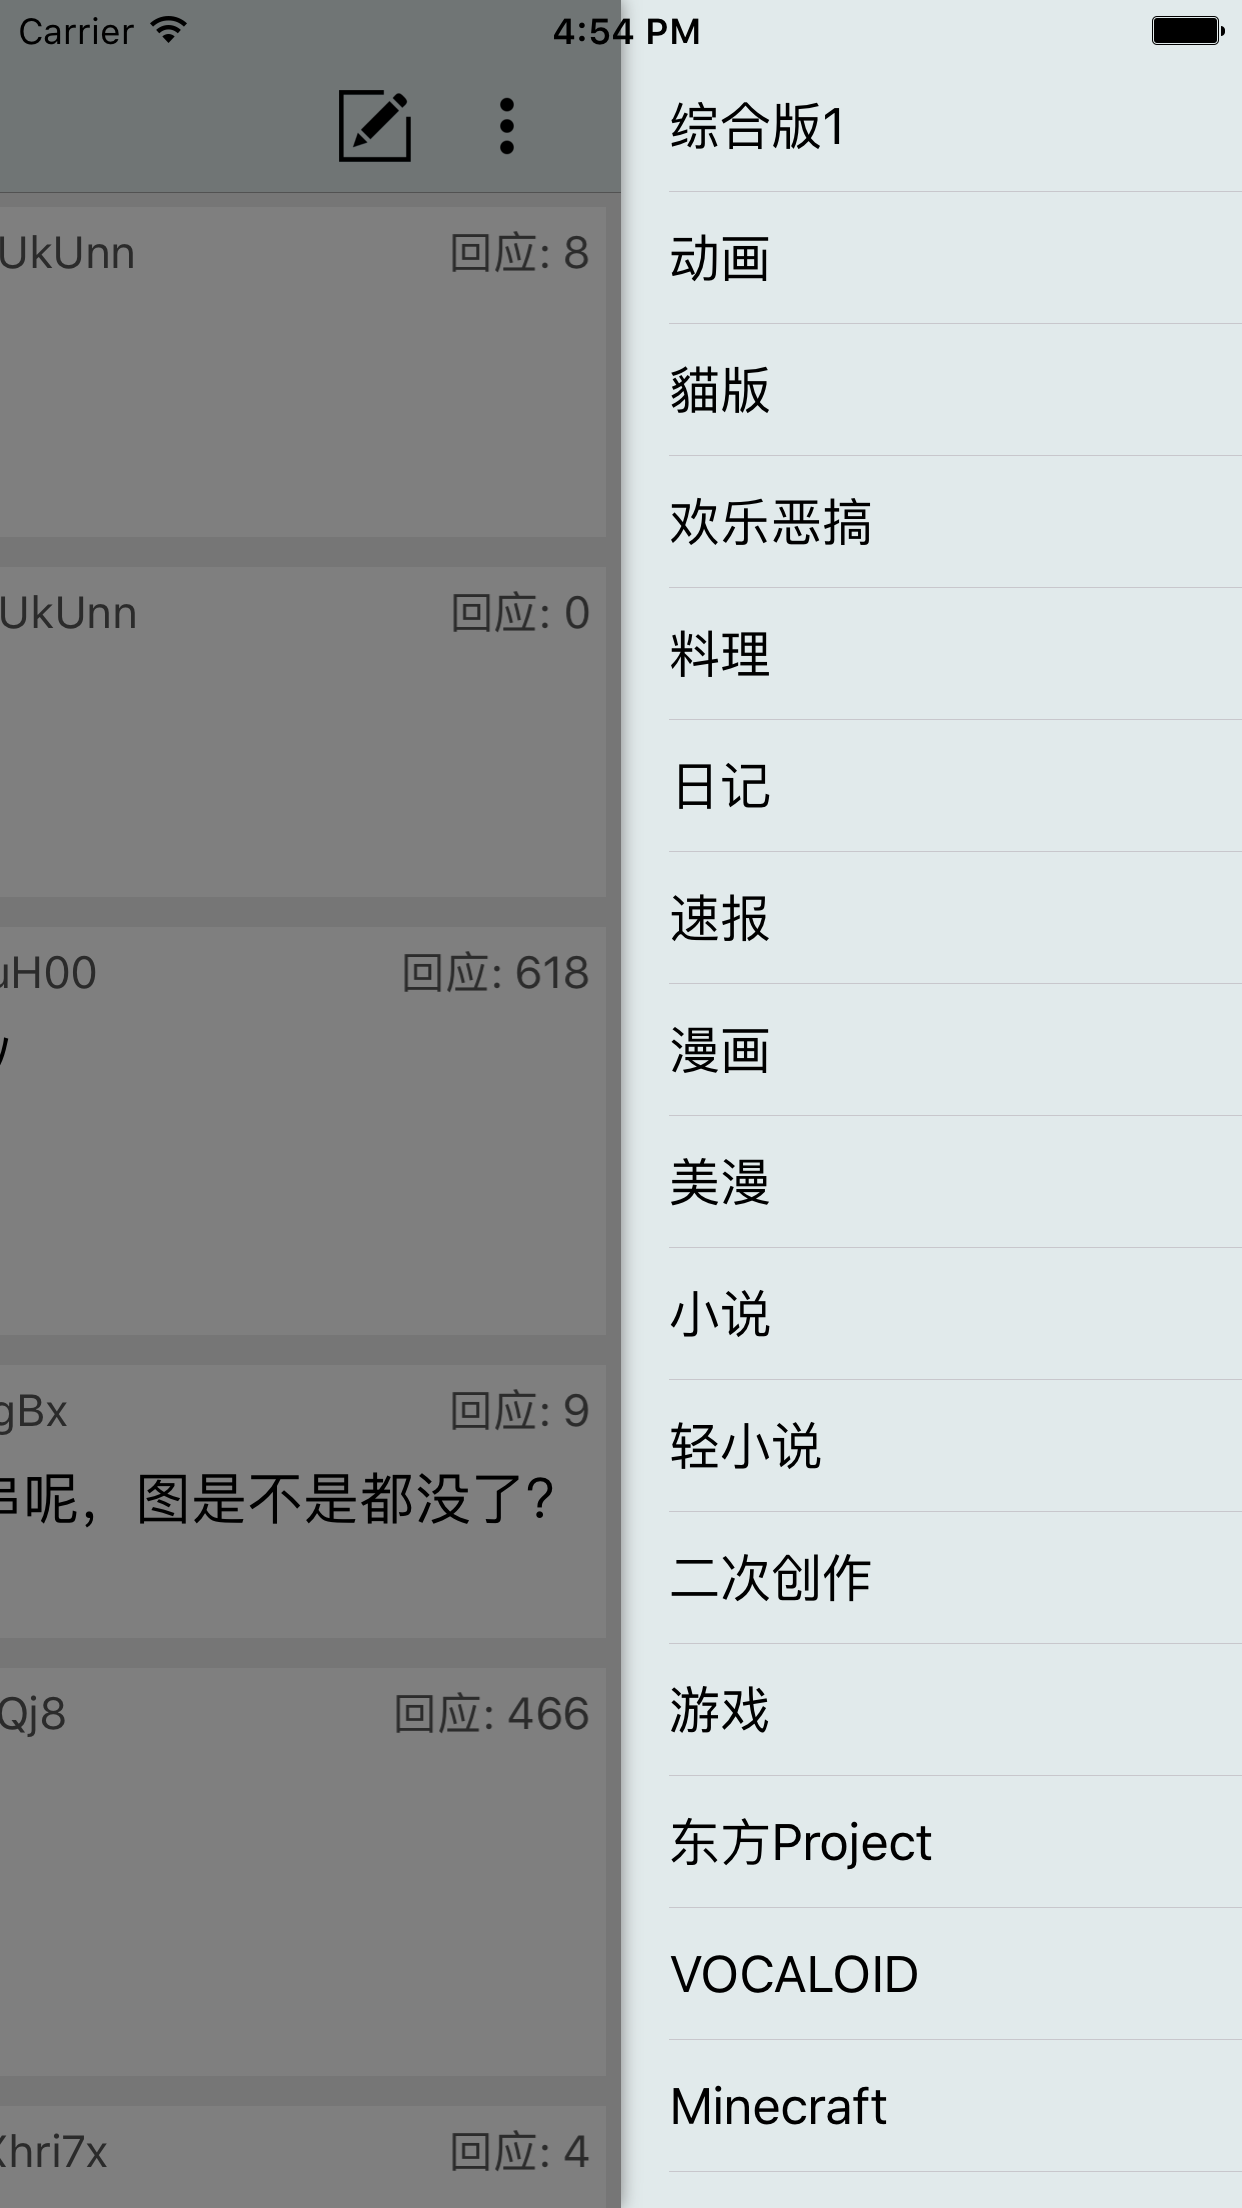 Carrier
4:54 PM
UkUnn 回应: 8
UkUnn 回应: 0
uH00 回应: 618
gBx 回应: 9
串呢，图是不是都没了?
Qj8 回应: 466
Xhri7x 回应: 4
综合版1
动画
貓版
欢乐恶搞
料理
日记
速报
漫画
美漫
小说
轻小说
二次创作
游戏
东方Project
VOCALOID
Minecraft